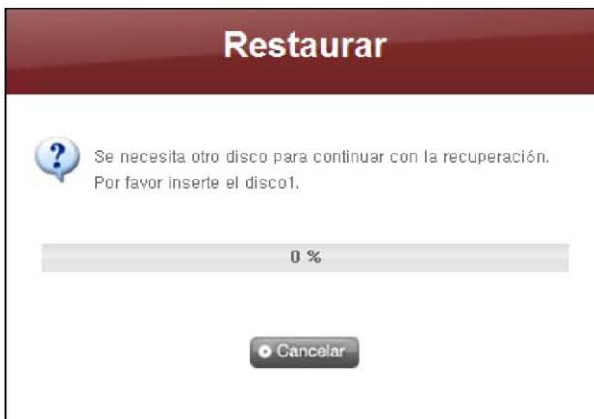 Restaurar
Se necesita otro disco para continuar con la recuperación.
Por favor inserte el disco1.
0 %
Cancelar